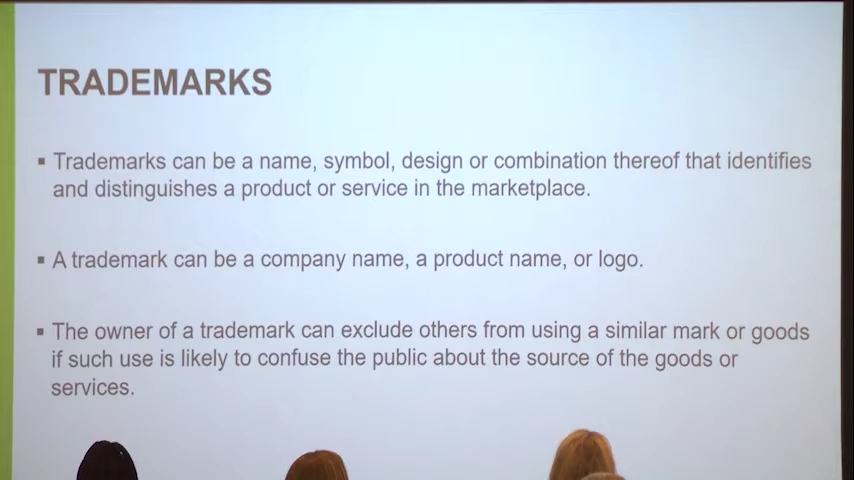 TRADEMARKS
▪ Trademarks can be a name, symbol, design or combination thereof that identifies
and distinguishes a product or service in the marketplace.
▪ A trademark can be a company name, a product name, or logo.
▪ The owner of a trademark can exclude others from using a similar mark or goods
if such use is likely to confuse the public about the source of the goods or
services.